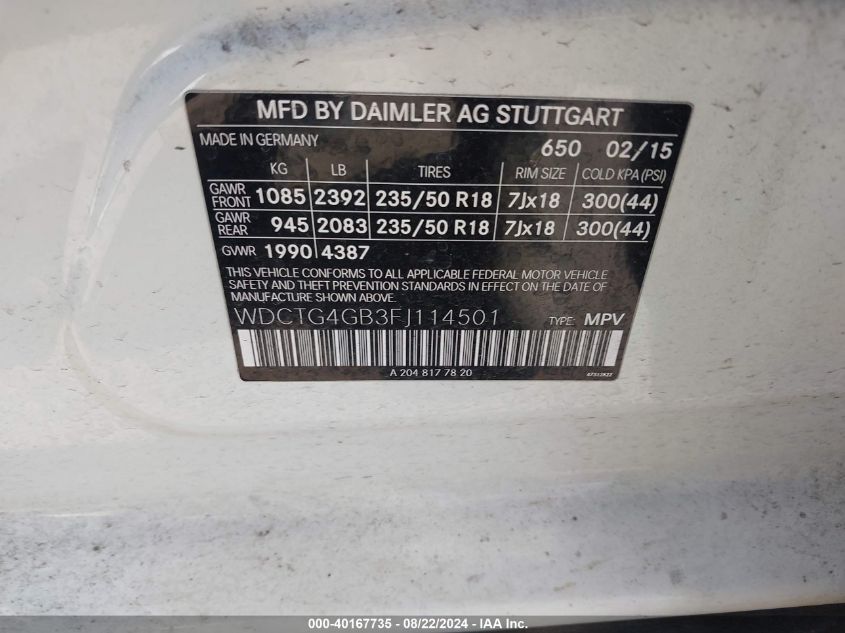 MFD BY DAIMLER AG STUTTGART
MADE IN GERMANY 650 02/15
KG LB TIRES RIM SIZE COLD KPA (PSI)
GAWR FRONT 1085 2392 235/50 R18 7Jx18 300(44)
GAWR REAR 945 2083 235/50 R18 7Jx18 300(44)
GVWR 1990 4387
THIS VEHICLE CONFORMS TO ALL APPLICABLE FEDERAL MOTOR VEHICLE
SAFETY AND THEFT PREVENTION STANDARDS IN EFFECT ON THE
DATE OF MANUFACTURE SHOWN ABOVE.
WDCTG4GB3FJ114501 TYPE: MPV
A 204 817 78 20
000-40167735 - 08/22/2024 - IAA Inc.